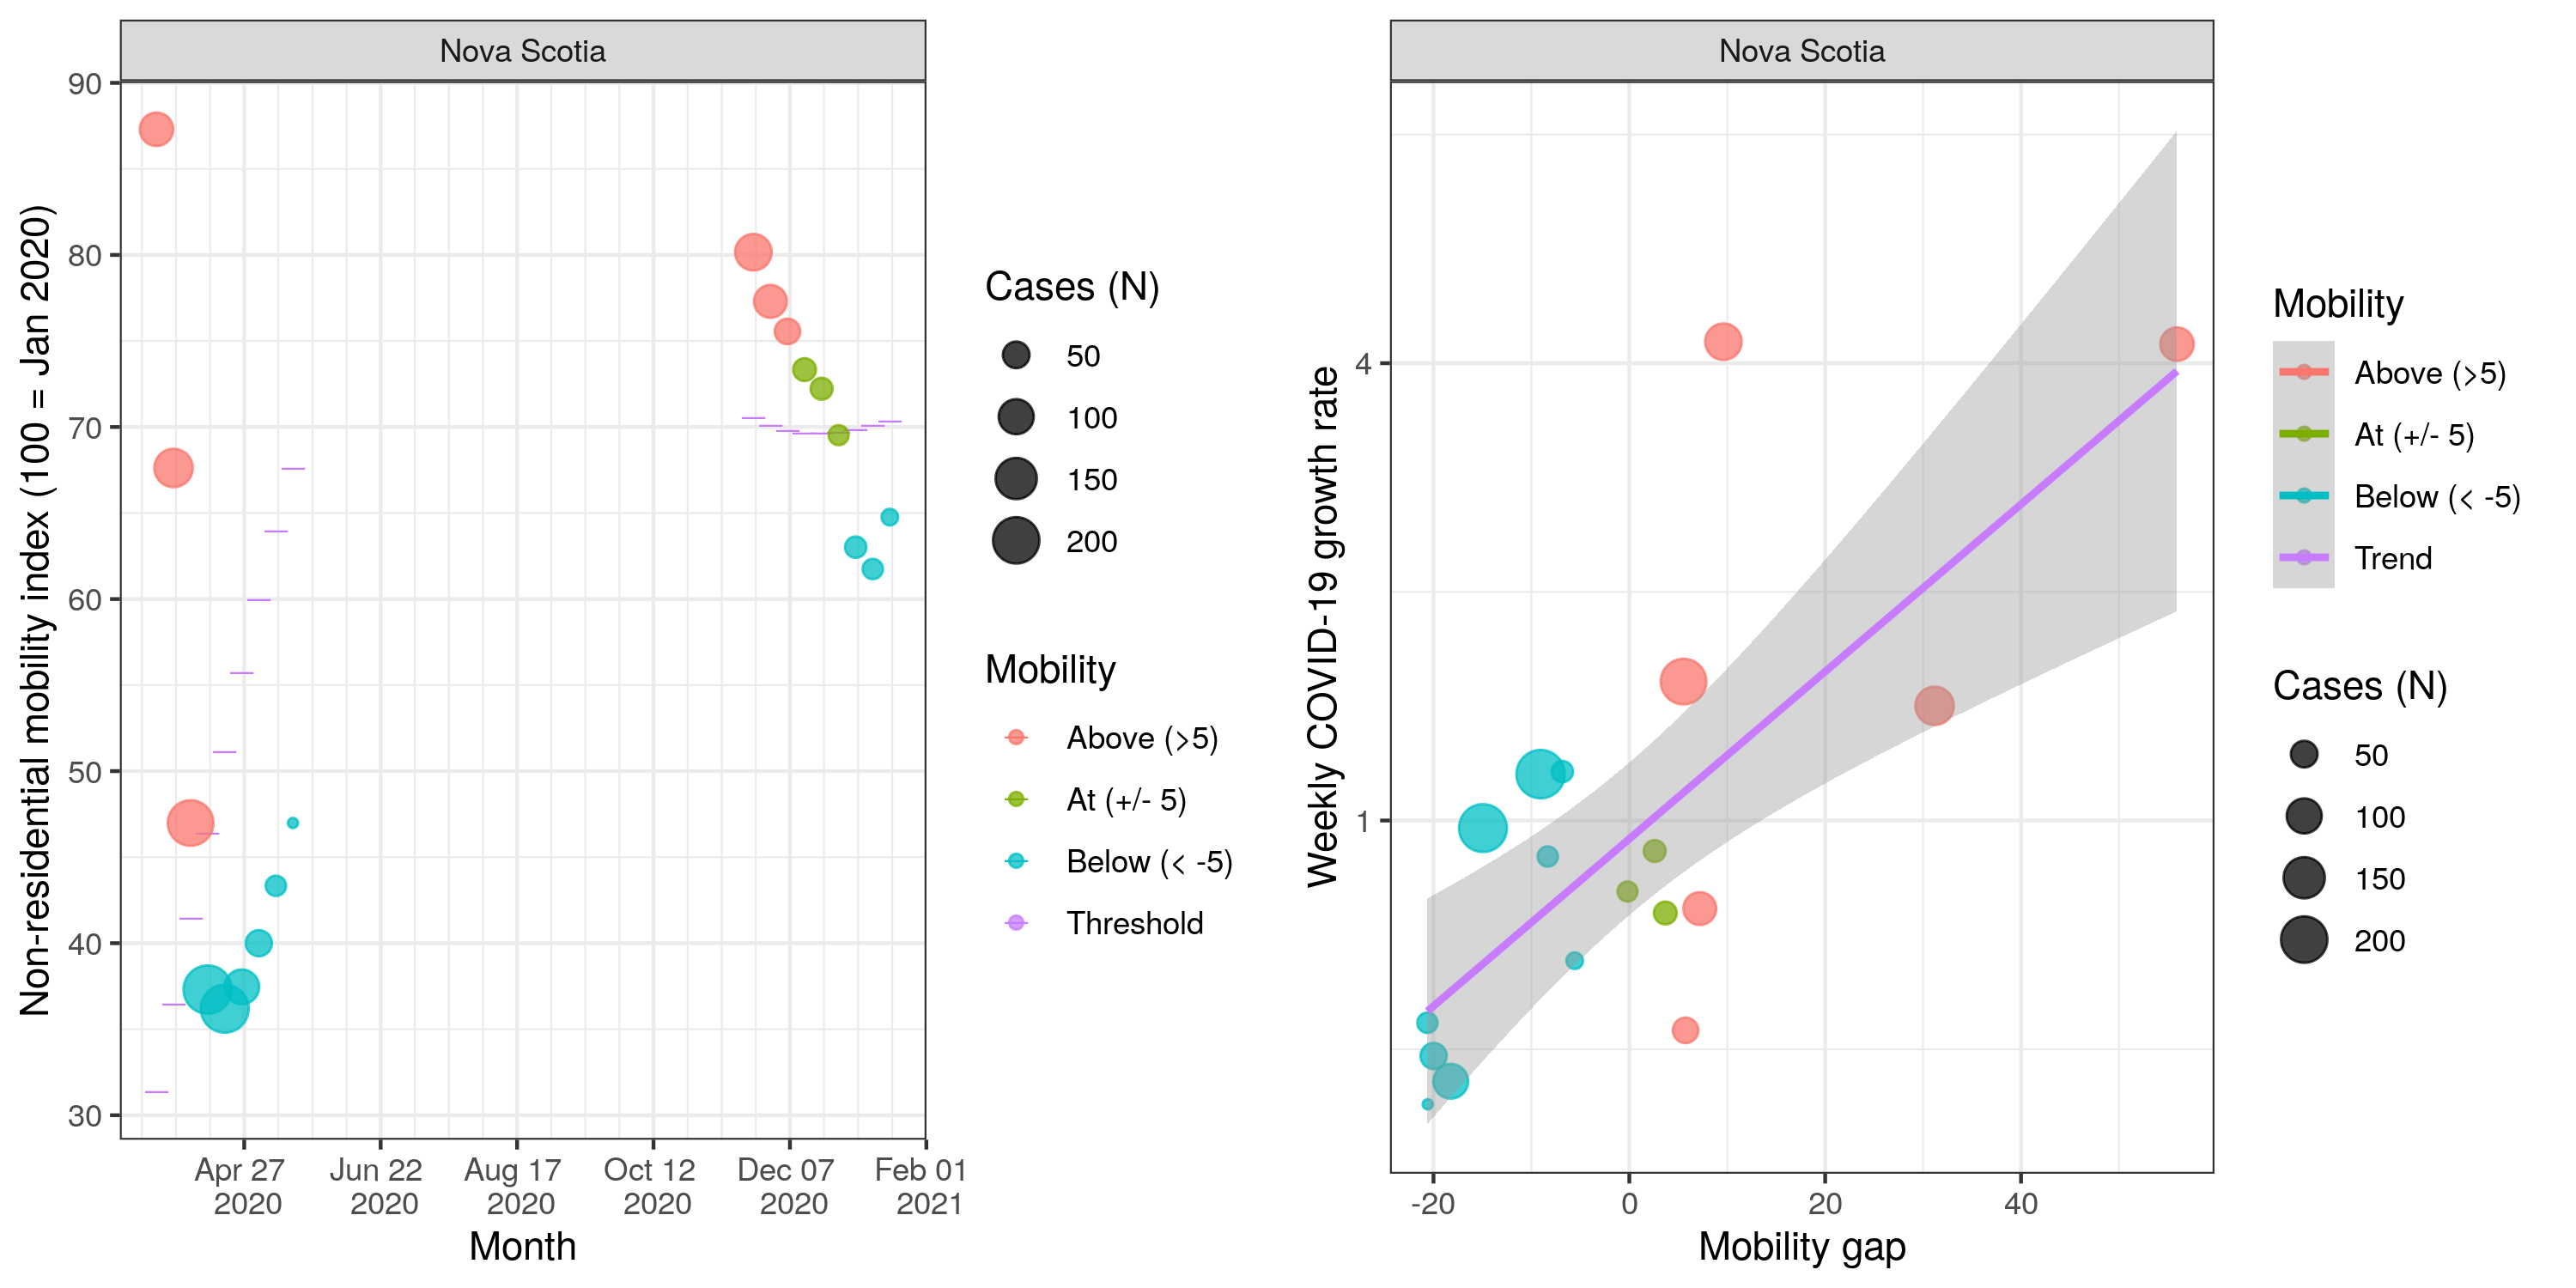 Nova Scotia
90
80
70
60
50
40
30
Non-residential mobility index (100 = Jan 2020)
Apr 27
2020
Jun 22
2020
Aug 17
2020
Oct 12
2020
Dec 07
2020
Feb 01
2021
Month
Cases (N)
50
100
150
200
Mobility
Above (>5)
At (+/- 5)
Below (< -5)
Threshold
Nova Scotia
4
1
Weekly COVID-19 growth rate
-20
0
20
40
Mobility gap
Mobility
Above (>5)
At (+/- 5)
Below (< -5)
Trend
Cases (N)
50
100
150
200